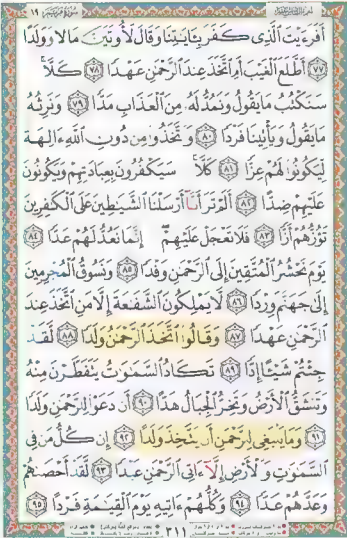 أَفَرَءَيْتَ ٱلَّذِى كَفَرَ بِـَٔايَـٰتِنَا وَقَالَ لَأُوتَيَنَّ مَالًا وَوَلَدًا
﴿٧٧﴾ أَطَّلَعَ ٱلْغَيْبَ أَمِ ٱتَّخَذَ عِندَ ٱلرَّحْمَـٰنِ عَهْدًا ﴿٧٨﴾ كَلَّا
سَنَكْتُبُ مَا يَقُولُ وَنَمُدُّ لَهُۥ مِنَ ٱلْعَذَابِ مَدًّا ﴿٧٩﴾ وَنَرِثُهُۥ
مَا يَقُولُ وَيَأْتِينَا فَرْدًا ﴿٨٠﴾ وَٱتَّخَذُوا۟ مِن دُونِ ٱللَّهِ ءَالِهَةً
لِّيَكُونُوا۟ لَهُمْ عِزًّا ﴿٨١﴾ كَلَّا سَيَكْفُرُونَ بِعِبَادَتِهِمْ وَيَكُونُونَ
عَلَيْهِمْ ضِدًّا ﴿٨٢﴾ أَلَمْ تَرَ أَنَّآ أَرْسَلْنَا ٱلشَّيَـٰطِينَ عَلَى ٱلْكَـٰفِرِينَ
تَؤُزُّهُمْ أَزًّا ﴿٨٣﴾ فَلَا تَعْجَلْ عَلَيْهِمْ إِنَّمَا نَعُدُّ لَهُمْ عَدًّا ﴿٨٤﴾
يَوْمَ نَحْشُرُ ٱلْمُتَّقِينَ إِلَى ٱلرَّحْمَـٰنِ وَفْدًا ﴿٨٥﴾ وَنَسُوقُ ٱلْمُجْرِمِينَ
إِلَىٰ جَهَنَّمَ وِرْدًا ﴿٨٦﴾ لَّا يَمْلِكُونَ ٱلشَّفَـٰعَةَ إِلَّا مَنِ ٱتَّخَذَ عِندَ
ٱلرَّحْمَـٰنِ عَهْدًا ﴿٨٧﴾ وَقَالُوا۟ ٱتَّخَذَ ٱلرَّحْمَـٰنُ وَلَدًا ﴿٨٨﴾ لَّقَدْ
جِئْتُمْ شَيْـًٔا إِدًّا ﴿٨٩﴾ تَكَادُ ٱلسَّمَـٰوَٰتُ يَتَفَطَّرْنَ مِنْهُ
وَتَنشَقُّ ٱلْأَرْضُ وَتَخِرُّ ٱلْجِبَالُ هَدًّا ﴿٩٠﴾ أَن دَعَوْا۟ لِلرَّحْمَـٰنِ وَلَدًا
﴿٩١﴾ وَمَا يَنۢبَغِى لِلرَّحْمَـٰنِ أَن يَتَّخِذَ وَلَدًا ﴿٩٢﴾ إِن كُلُّ مَن فِى
ٱلسَّمَـٰوَٰتِ وَٱلْأَرْضِ إِلَّآ ءَاتِى ٱلرَّحْمَـٰنِ عَبْدًا ﴿٩٣﴾ لَّقَدْ أَحْصَىٰهُمْ
وَعَدَّهُمْ عَدًّا ﴿٩٤﴾ وَكُلُّهُمْ ءَاتِيهِ يَوْمَ ٱلْقِيَـٰمَةِ فَرْدًا ﴿٩٥﴾
٣١١